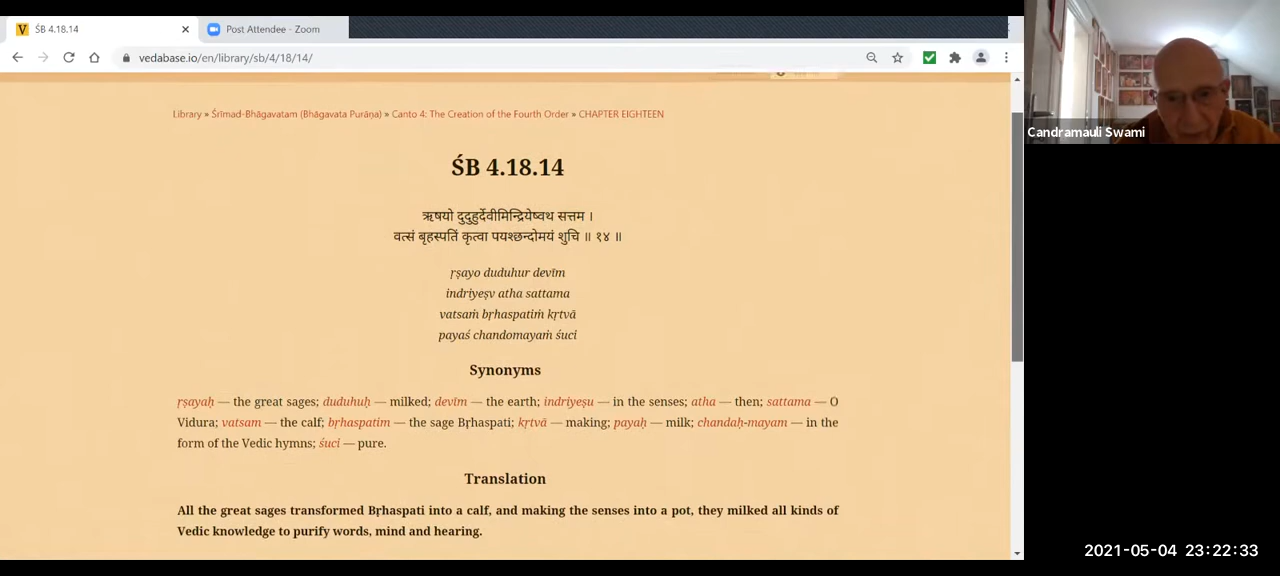 ŚB 4.18.14
Post Attendee - Zoom
vedabase.io/en/library/sb/4/18/14/
Library » Śrīmad-Bhāgavatam (Bhāgavata Purāṇa) » Canto 4: The Creation of the Fourth Order » CHAPTER EIGHTEEN
ŚB 4.18.14
ऋषयो दुदुहुर्देवीमिन्द्रियेष्वथ सत्तम ।
वत्सं बृहस्पतिं कृत्वा पयश्छन्दोमयं शुचि ॥ १४ ॥
ṛṣayo duduhur devīm
indriyeṣv atha sattama
vatsaṁ bṛhaspatiṁ kṛtvā
payaś chandomayaṁ śuci
Synonyms
ṛṣayaḥ — the great sages; duduhuḥ — milked; devīm — the earth; indriyeṣu — in the senses; atha — then; sattama — O
Vidura; vatsam — the calf; bṛhaspatim — the sage Bṛhaspati; kṛtvā — making; payaḥ — milk; chandaḥ-mayam — in the
form of the Vedic hymns; śuci — pure.
Translation
All the great sages transformed Bṛhaspati into a calf, and making the senses into a pot, they milked all kinds of
Vedic knowledge to purify words, mind and hearing.
Candramauli Swami
2021-05-04 23:22:33